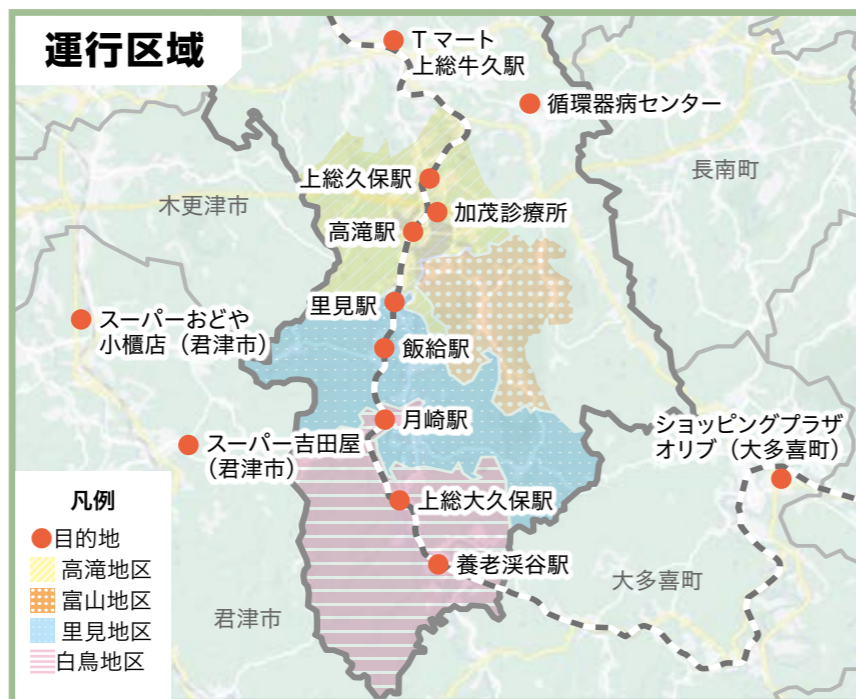 運行区域
Tマート
上総牛久駅
循環器病センター
長南町
上総久保駅
木更津市
加茂診療所
高滝駅
里見駅
スーパーおどや
小櫃店（君津市）
飯給駅
月崎駅
ショッピングプラザ
オリブ（大多喜町）
スーパー吉田屋
（君津市）
上総大久保駅
養老渓谷駅
大多喜町
君津市
凡例
目的地
高滝地区
富山地区
里見地区
白鳥地区